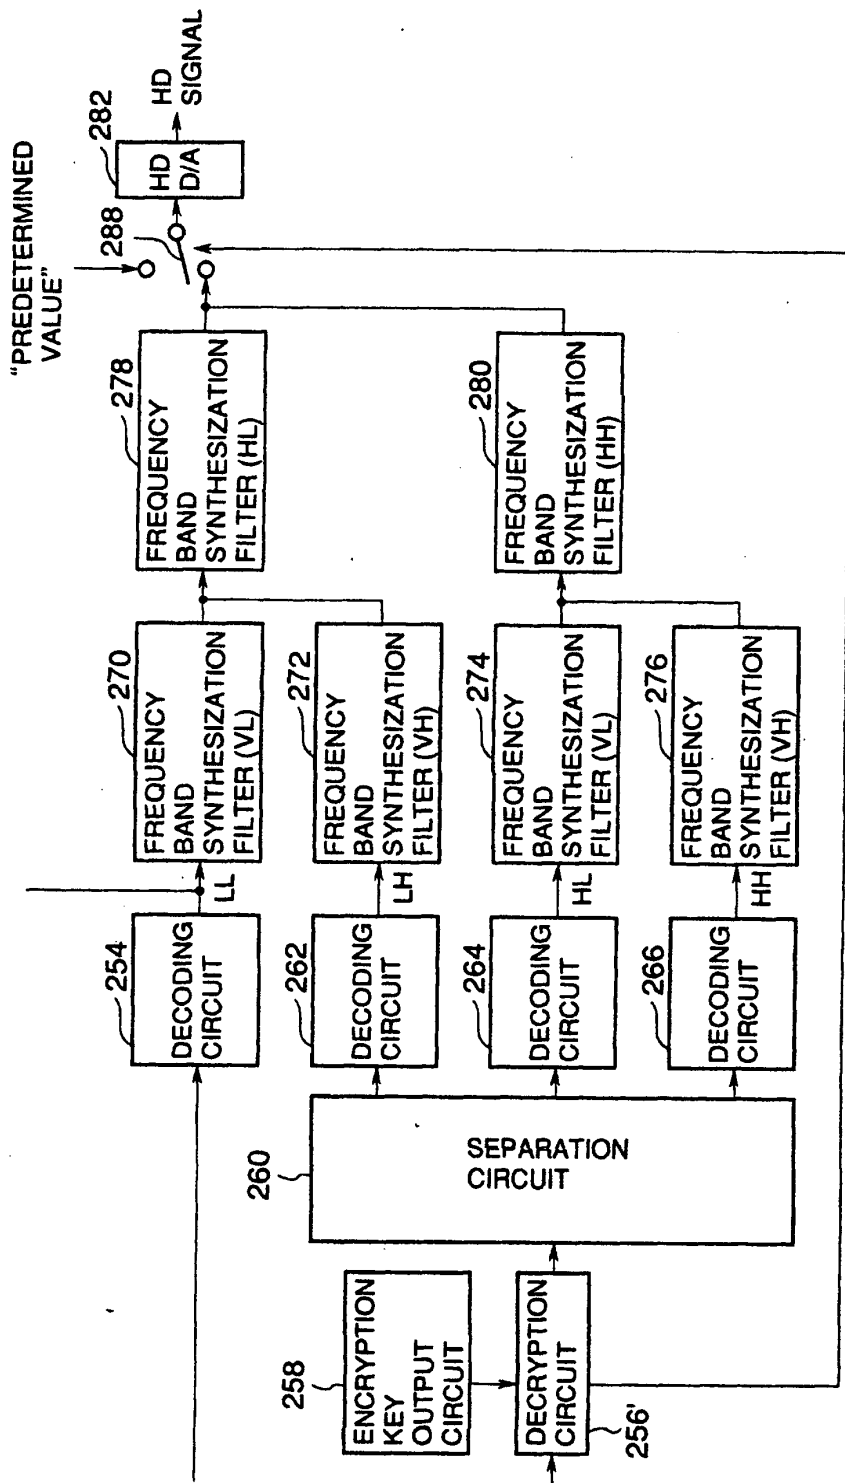 "PREDETERMINED
VALUE"
288
282
HD
D/A
HD
SIGNAL
254
DECODING
CIRCUIT
LL
270
FREQUENCY
BAND
SYNTHESIZATION
FILTER (VL)
278
FREQUENCY
BAND
SYNTHESIZATION
FILTER (HL)
262
DECODING
CIRCUIT
LH
272
FREQUENCY
BAND
SYNTHESIZATION
FILTER (VH)
260
SEPARATION
CIRCUIT
264
DECODING
CIRCUIT
HL
274
FREQUENCY
BAND
SYNTHESIZATION
FILTER (VL)
280
FREQUENCY
BAND
SYNTHESIZATION
FILTER (HH)
266
DECODING
CIRCUIT
HH
276
FREQUENCY
BAND
SYNTHESIZATION
FILTER (VH)
258
ENCRYPTION
KEY
OUTPUT
CIRCUIT
DECRYPTION
CIRCUIT
256'